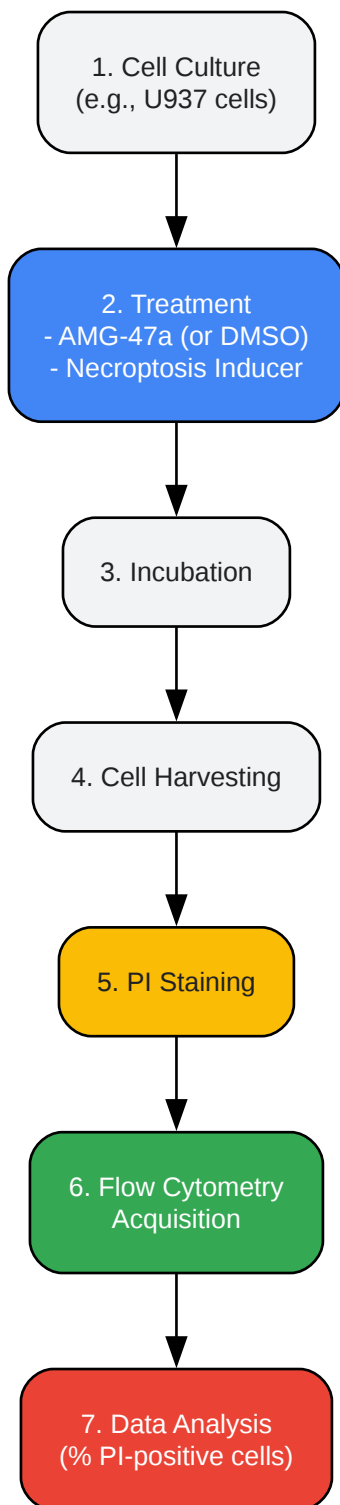 1. Cell Culture
(e.g., U937 cells)
2. Treatment
- AMG-47a (or DMSO)
- Necroptosis Inducer
3. Incubation
4. Cell Harvesting
5. PI Staining
6. Flow Cytometry
Acquisition
7. Data Analysis
(% PI-positive cells)